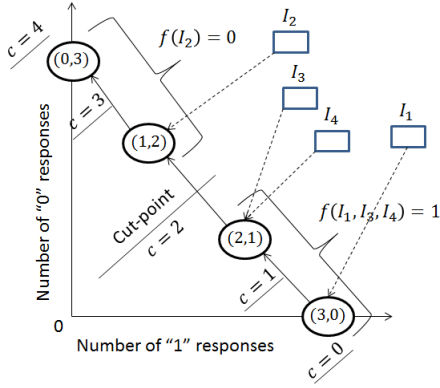 c = 4
(0,3)
f(I₂) = 0
I₂
I₃
I₄
I₁
c = 3
(1,2)
Number of “0” responses
Cut-point
c = 2
(2,1)
f(I₁, I₃, I₄) = 1
c = 1
(3,0)
0
Number of “1” responses
c = 0